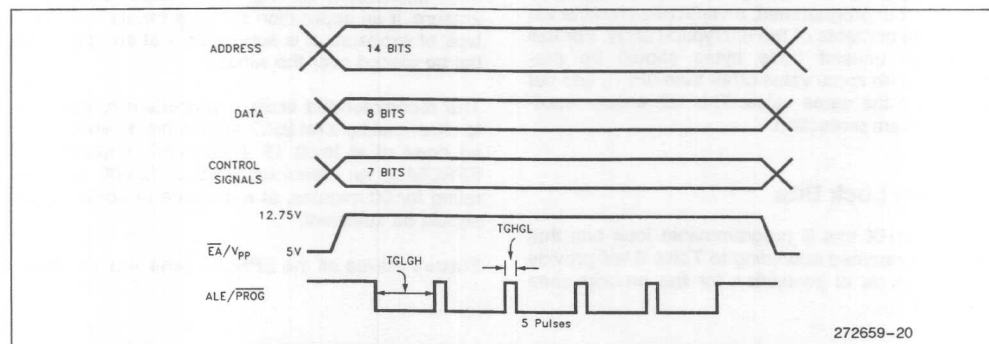 ADDRESS
14 BITS
DATA
8 BITS
CONTROL
SIGNALS
7 BITS
12.75V
EA/VPP
5V
TGHGL
TGLGH
ALE/PROG
5 Pulses
272659-20